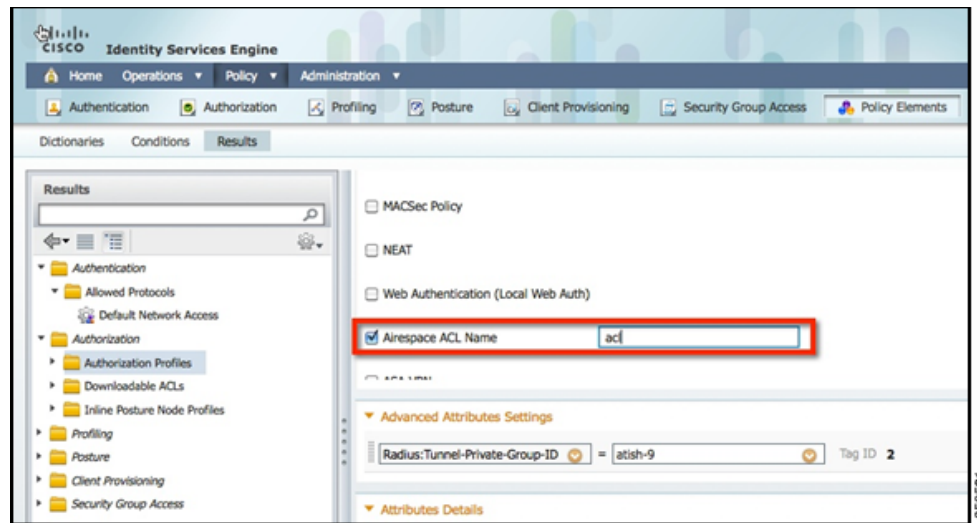 CISCO Identity Services Engine
Home Operations Policy Administration
Authentication Authorization Profiling Posture Client Provisioning Security Group Access Policy Elements
Dictionaries Conditions Results
Results
Authentication
Allowed Protocols
Default Network Access
Authorization
Authorization Profiles
Downloadable ACLs
Inline Posture Node Profiles
Profiling
Posture
Client Provisioning
Security Group Access
MACSec Policy
NEAT
Web Authentication (Local Web Auth)
Airespace ACL Name acl
Advanced Attributes Settings
Radius:Tunnel-Private-Group-ID = atish-9 Tag ID 2
Attributes Details